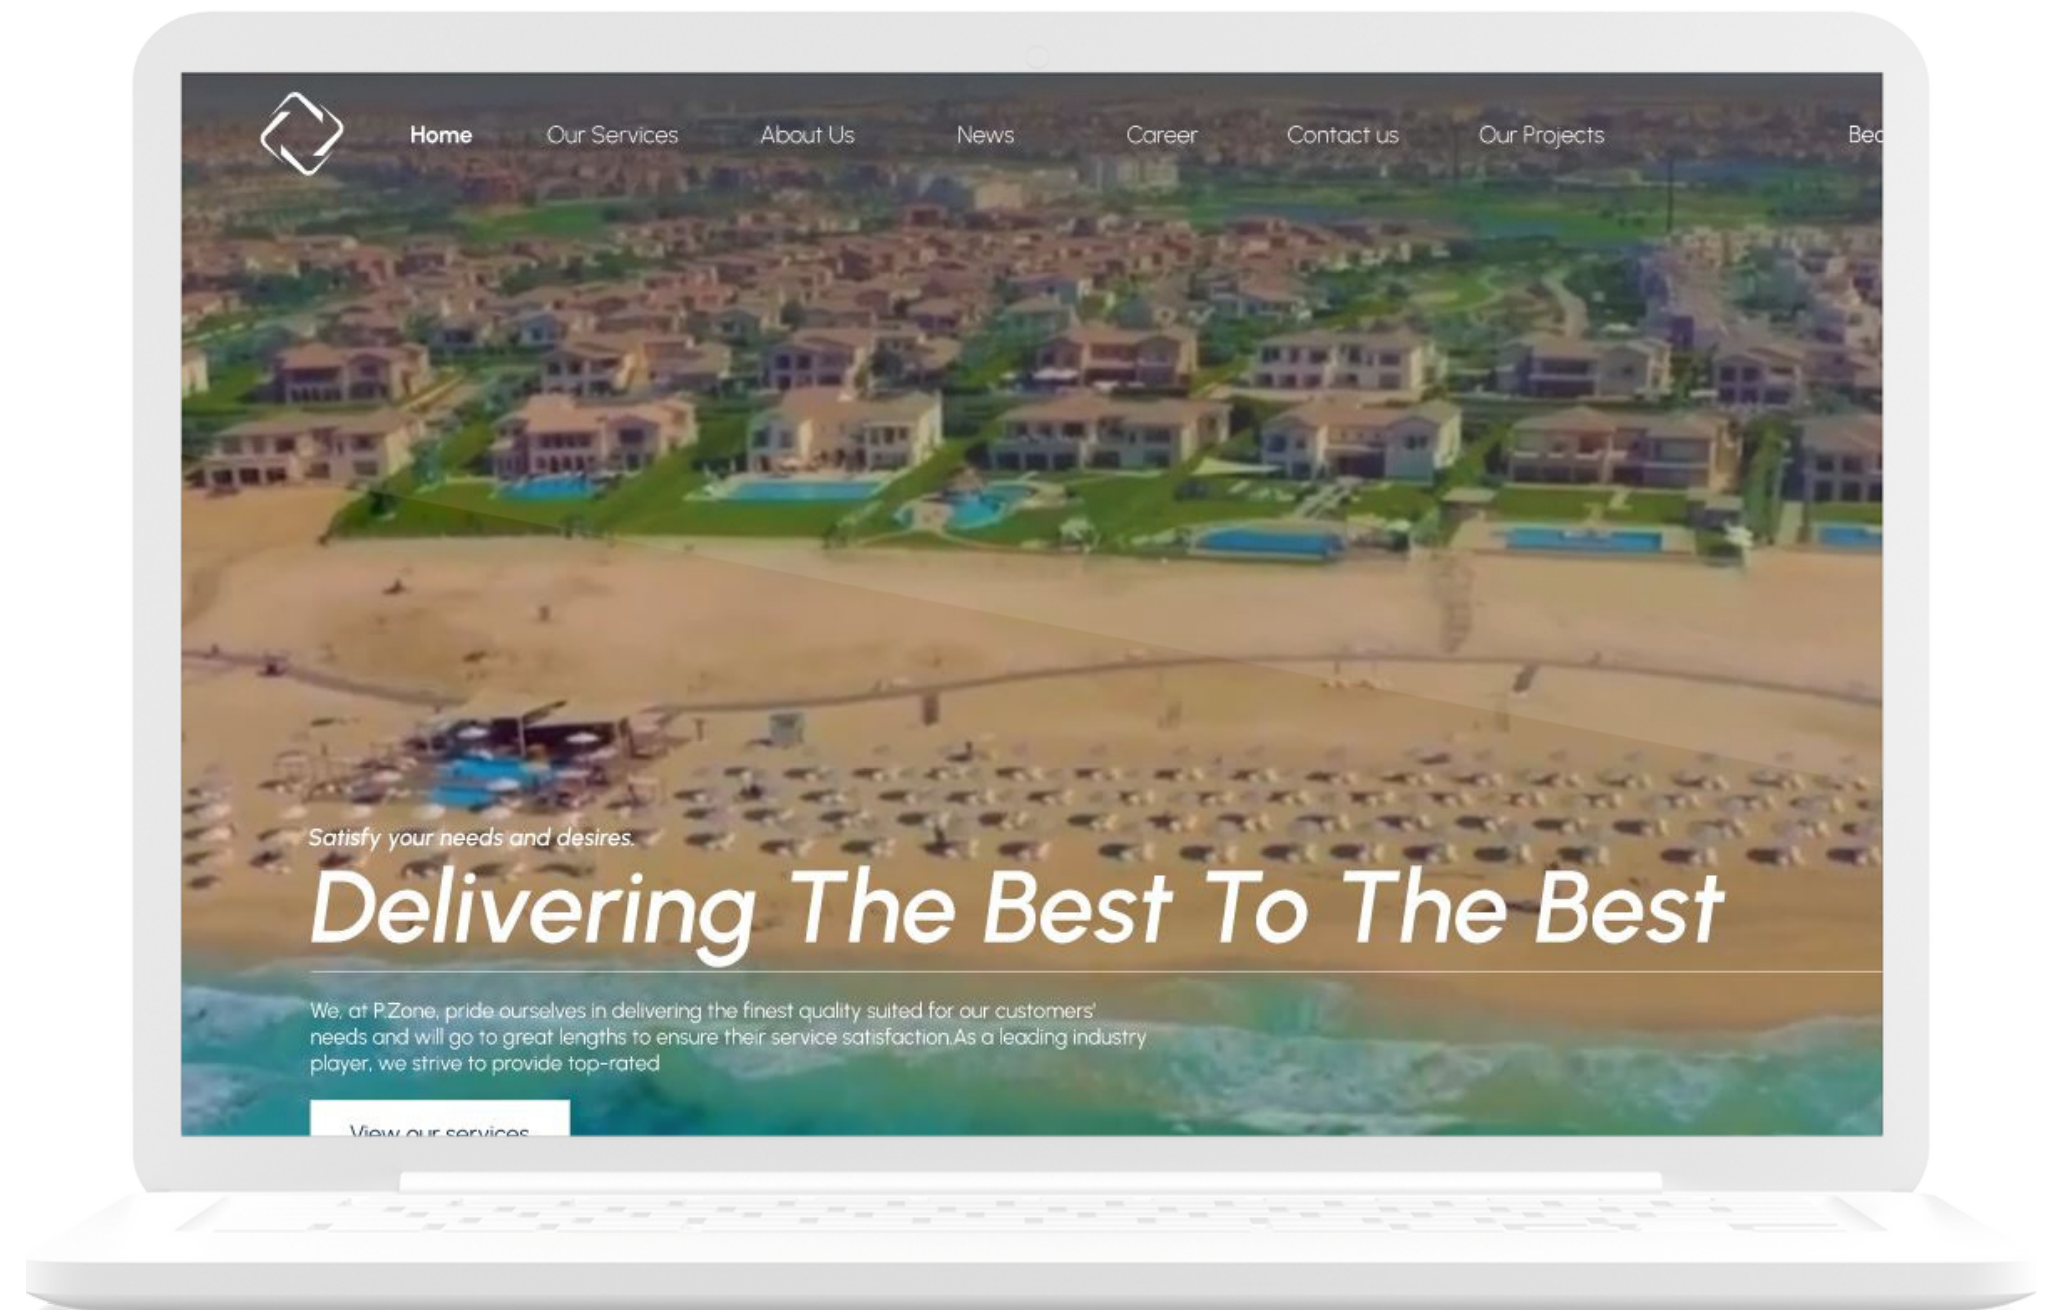 Home Our Services About Us News Career Contact us Our Projects
Satisfy your needs and desires.
Delivering The Best To The Best
We, at P.Zone, pride ourselves in delivering the finest quality suited for our customers'
needs and will go to great lengths to ensure their service satisfaction.As a leading industry
player, we strive to provide top-rated
View our services